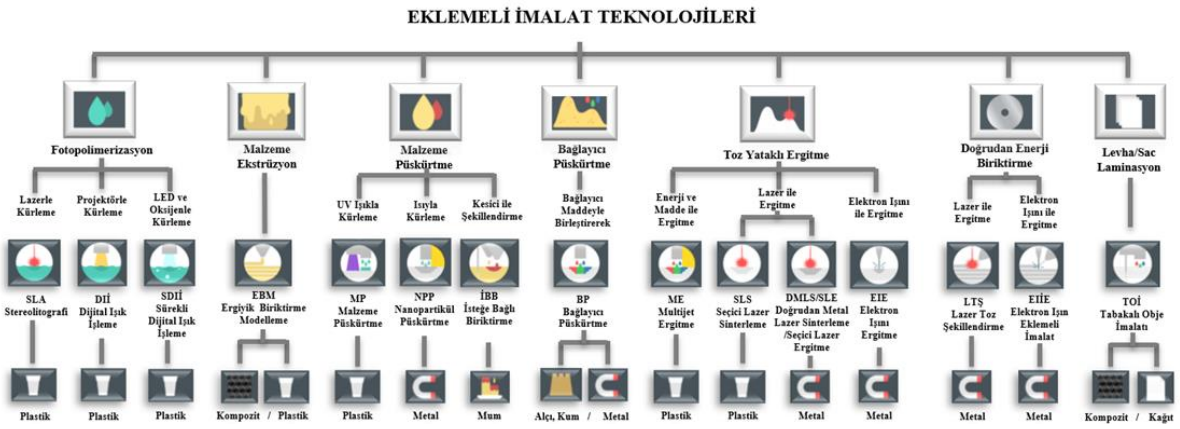 EKLEMELİ İMALAT TEKNOLOJİLERİ
Fotopolimerizasyon
Malzeme
Ekstrüzyon
Malzeme
Püskürtme
Bağlayıcı
Püskürtme
Toz Yataklı Ergitme
Doğrudan Enerji
Biriktirme
Levha/Sac
Laminasyon
Lazerle
Kürleme
Projektörle
Kürleme
LED ve
Oksijenle
Kürleme
UV Işıkla
Kürleme
Isıyla
Kürleme
Kesici ile
Şekillendirme
Bağlayıcı
Maddeyle
Birleştirerek
Enerji ve
Madde ile
Ergitme
Lazer ile
Ergitme
Elektron Işını
ile Ergitme
Lazer ile
Ergitme
Elektron
Işını ile
Ergitme
SLA
Stereolitografi
DIİ
Dijital Işık
İşleme
SDIİ
Sürekli
Dijital Işık
İşleme
EBM
Ergiyik Biriktirme
Modelleme
MP
Malzeme
Püskürtme
NPP
Nanopartikül
Püskürtme
İBB
İsteğe Bağlı
Biriktirme
BP
Bağlayıcı
Püskürtme
ME
Multijet
Ergitme
SLS
Seçici Lazer
Sinterleme
DMLS/SLE
Doğrudan Metal
Lazer Sinterleme
/Seçici Lazer
Ergitme
EIE
Elektron
Işını
Ergitme
LTŞ
Lazer Toz
Şekillendirme
EIİE
Elektron Işın
Eklemeli
İmalat
TOİ
Tabakalı Obje
İmalatı
Plastik
Plastik
Plastik
Kompozit / Plastik
Plastik
Metal
Mum
Alçı, Kum / Metal
Plastik
Plastik
Metal
Metal
Metal
Metal
Kompozit / Kağıt